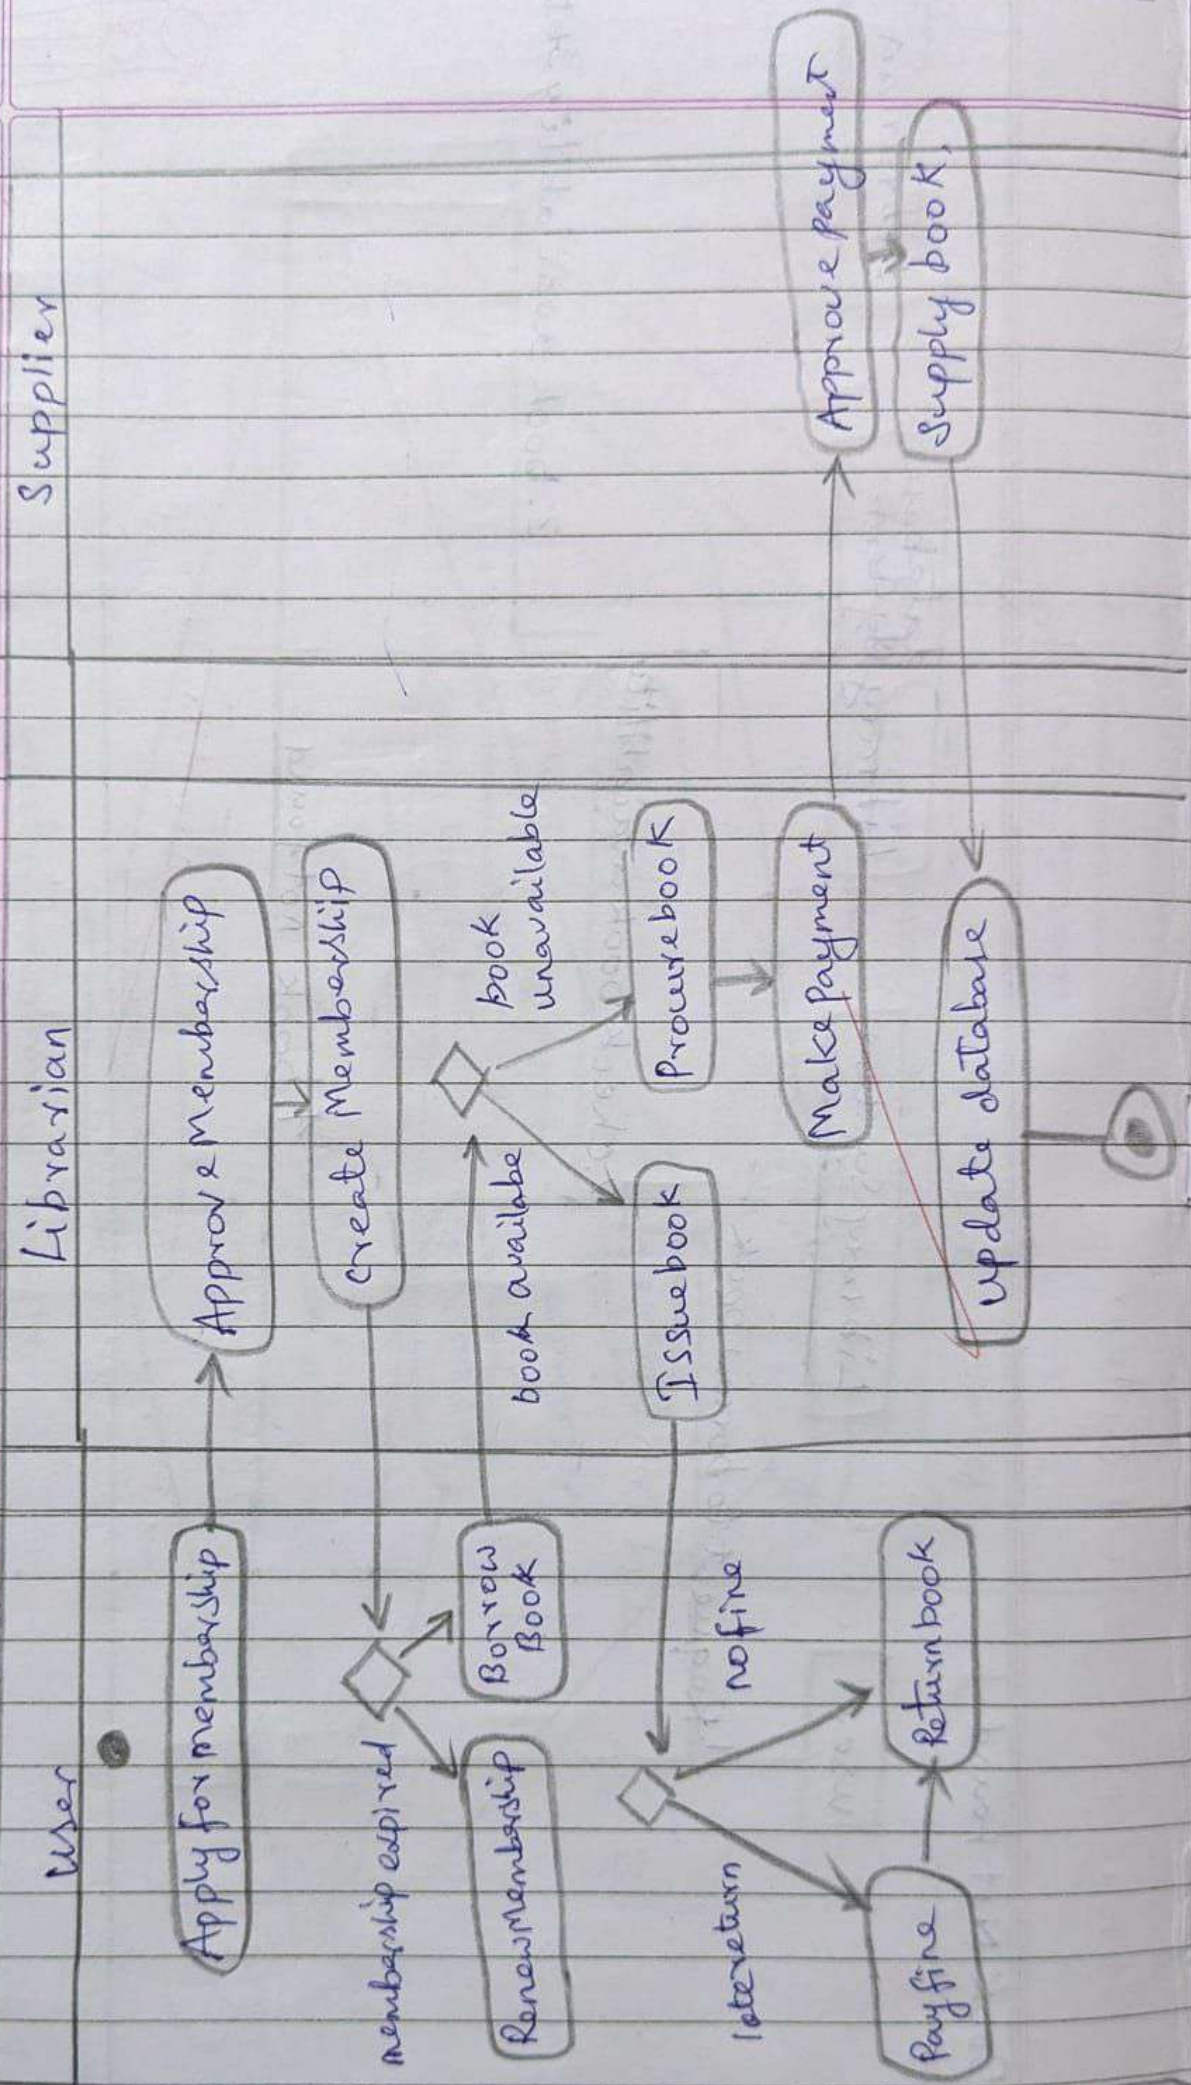 User
Librarian
Supplier
Apply for membership
Approve Membership
Create Membership
membership expired
Renew Membership
Borrow
Book
book availabe
book
unavailable
Issue book
Procure book
Make Payment
Approve payment
Supply book.
late return
no fine
Pay fine
Return book
Update database